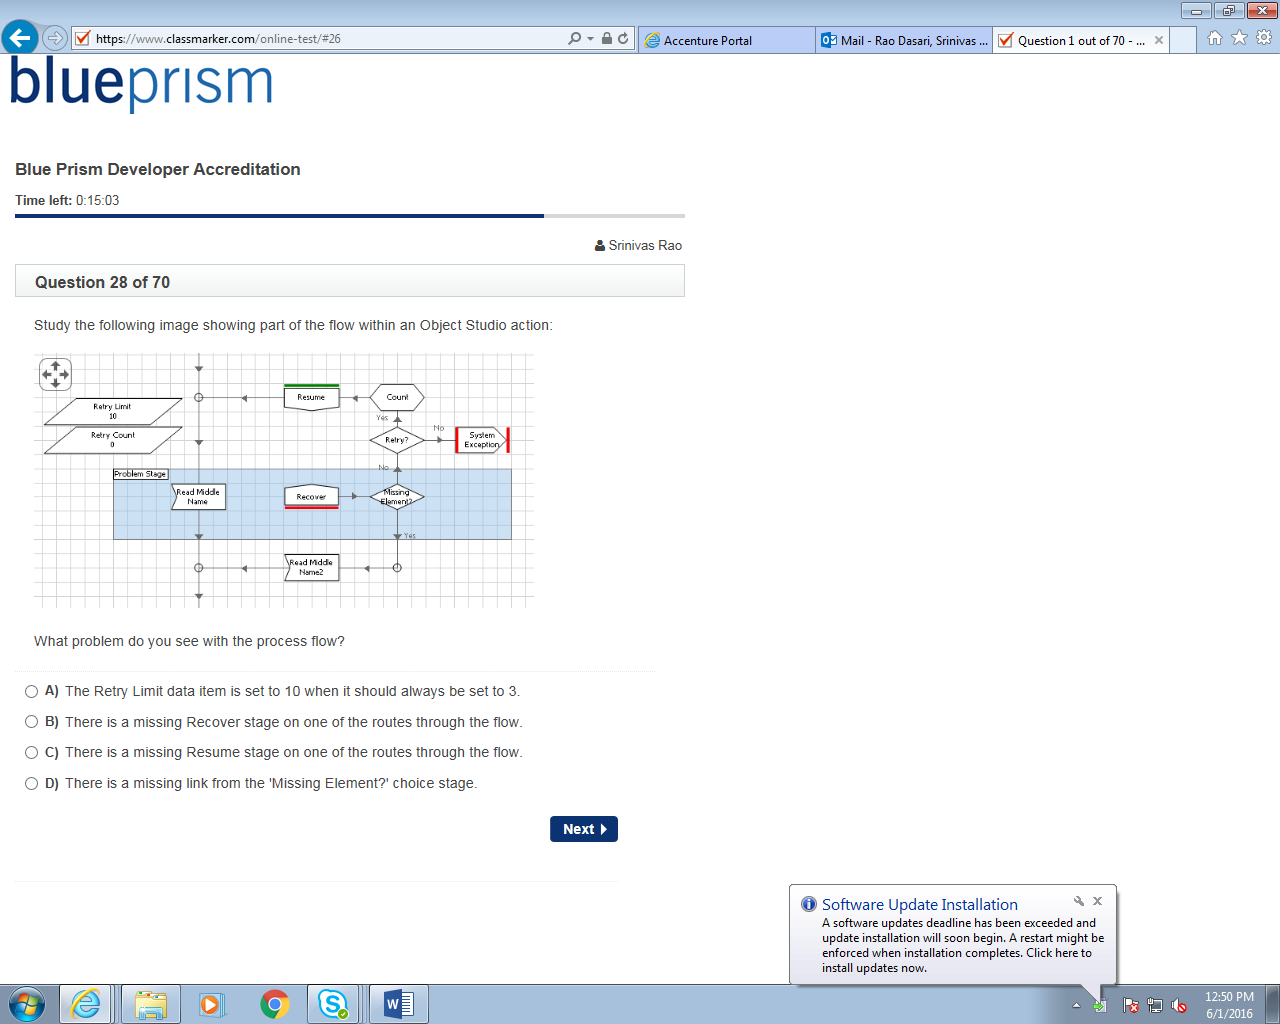 https://www.classmarker.com/online-test/#26
Accenture Portal
Mail - Rao Dasari, Srinivas ...
Question 1 out of 70 - ...
blueprism
Blue Prism Developer Accreditation
Time left: 0:15:03
Srinivas Rao
Question 28 of 70
Study the following image showing part of the flow within an Object Studio action:
Retry Limit
10
Retry Count
0
Resume
Count
Yes
Retry?
No
System
Exception
No
Problem Stage
Read Middle
Name
Recover
Missing
Element?
Yes
Read Middle
Name2
What problem do you see with the process flow?
A) The Retry Limit data item is set to 10 when it should always be set to 3.
B) There is a missing Recover stage on one of the routes through the flow.
C) There is a missing Resume stage on one of the routes through the flow.
D) There is a missing link from the 'Missing Element?' choice stage.
Next
Software Update Installation
A software updates deadline has been exceeded and
update installation will soon begin. A restart might be
enforced when installation completes. Click here to
install updates now.
12:50 PM
6/1/2016